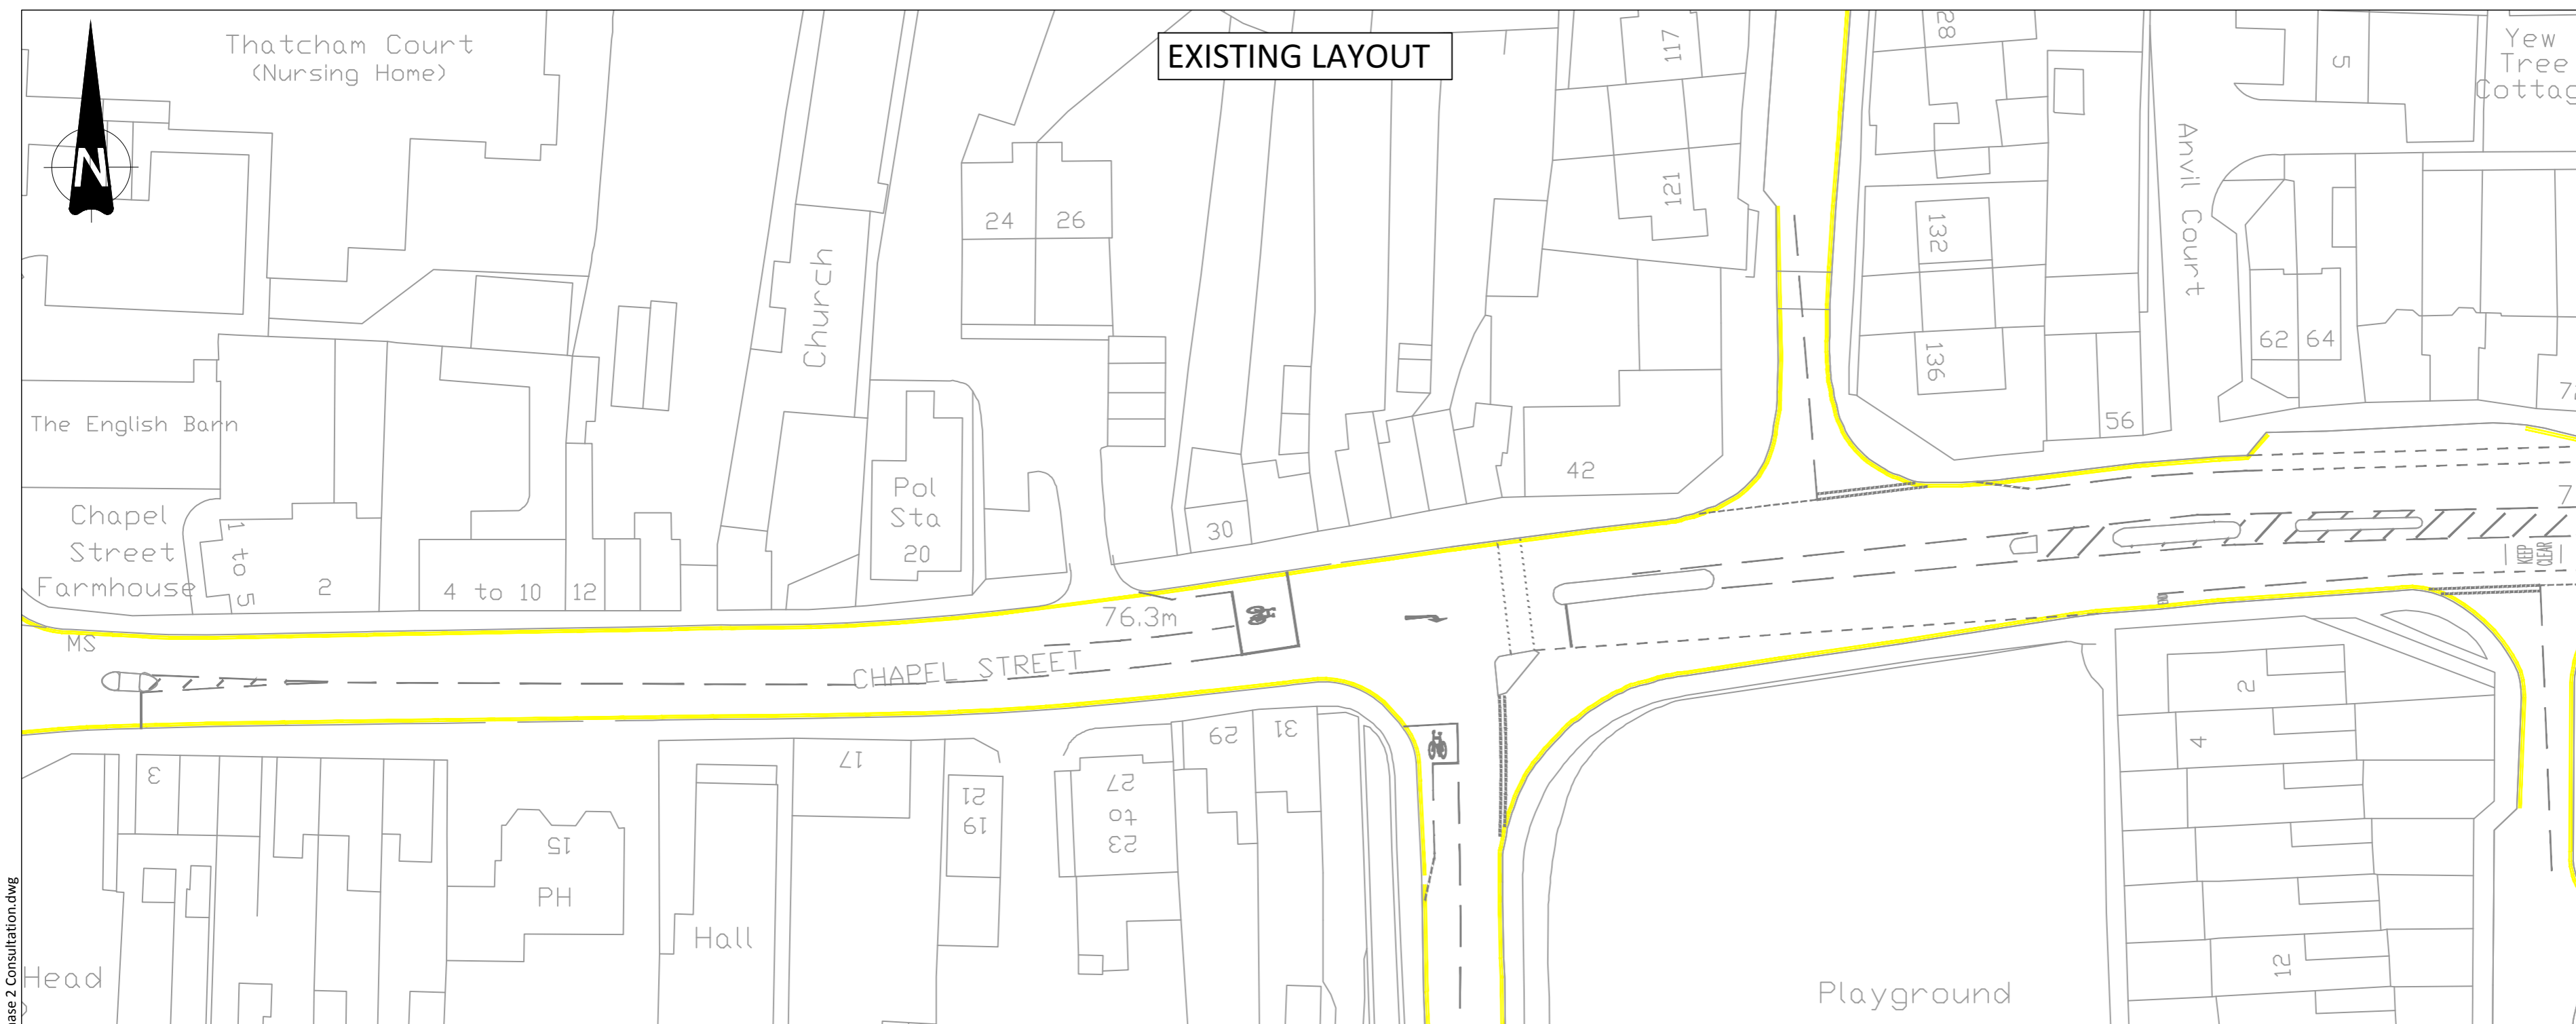 EXISTING LAYOUT
N
Thatcham Court
(Nursing Home)
117
28
5
Yew
Tree
Cottag
121
24
26
132
Anvil Court
Church
136
62
64
56
The English Barn
42
Pol
Sta
20
30
Chapel
Street
Farmhouse
1 to 5
2
4 to 10
12
76.3m
MS
CHAPEL STREET
KEEP
CLEAR
3
17
29
31
21
19
27
to
23
15
PH
Hall
2
4
12
Head
Playground
ase 2 Consultation.dwg